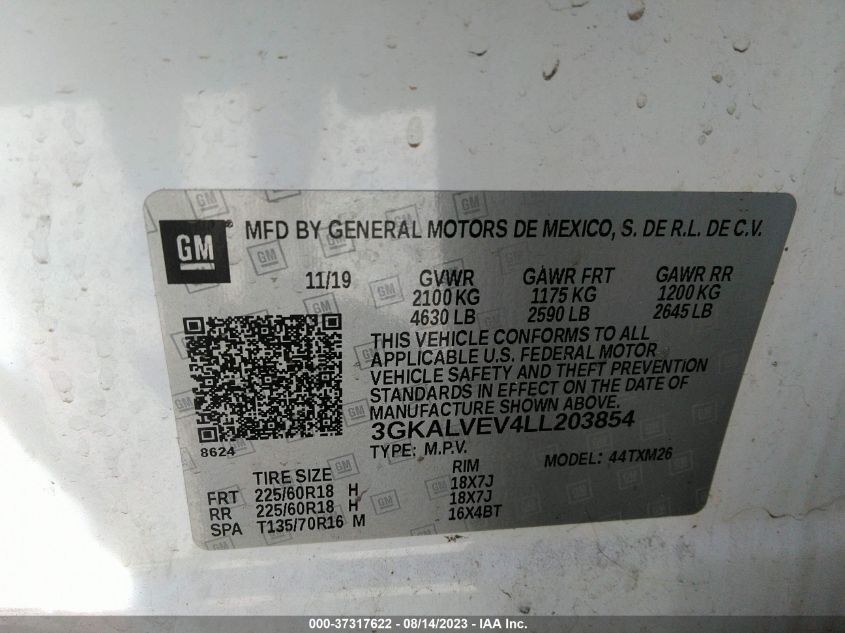 GM MFD BY GENERAL MOTORS DE MEXICO, S. DE R.L. DE C.V.
11/19 GVWR GAWR FRT GAWR RR
2100 KG 1175 KG 1200 KG
4630 LB 2590 LB 2645 LB
THIS VEHICLE CONFORMS TO ALL
APPLICABLE U.S. FEDERAL MOTOR
VEHICLE SAFETY AND THEFT PREVENTION
STANDARDS IN EFFECT ON THE DATE OF
MANUFACTURE SHOWN ABOVE.
3GKALVEV4LL203854
8624
TYPE: M.P.V. MODEL: 44TXM26
TIRE SIZE RIM
FRT 225/60R18 H 18X7J
RR 225/60R18 H 18X7J
SPA T135/70R16 M 16X4BT
000-37317622 - 08/14/2023 - IAA Inc.